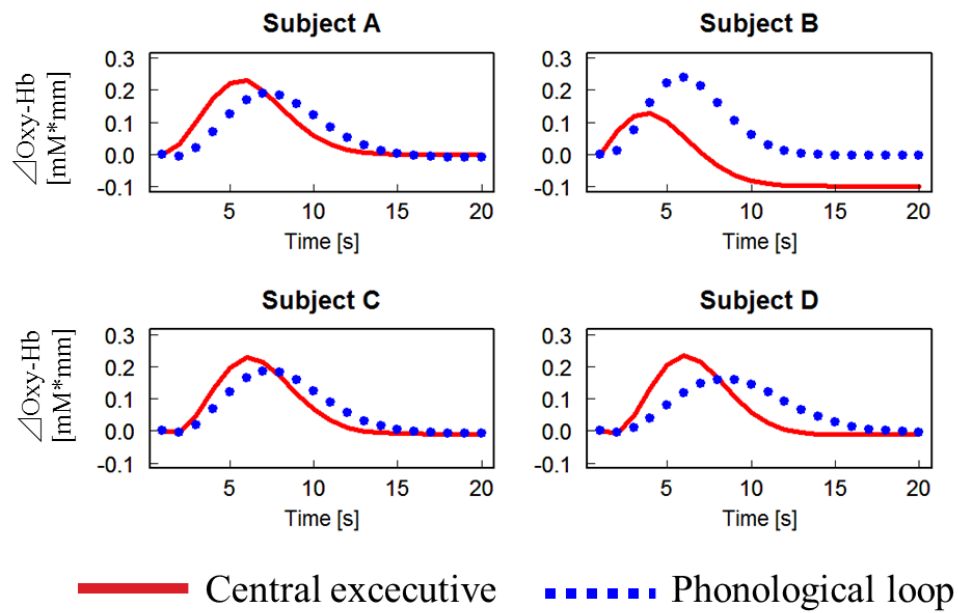 Subject A
Subject B
⊿Oxy-Hb
[mM*mm]
0.3
0.2
0.1
0.0
-0.1
5
10
15
20
Time [s]
0.3
0.2
0.1
0.0
-0.1
5
10
15
20
Time [s]
Subject C
Subject D
⊿Oxy-Hb
[mM*mm]
0.3
0.2
0.1
0.0
-0.1
5
10
15
20
Time [s]
0.3
0.2
0.1
0.0
-0.1
5
10
15
20
Time [s]
Central excecutive
Phonological loop